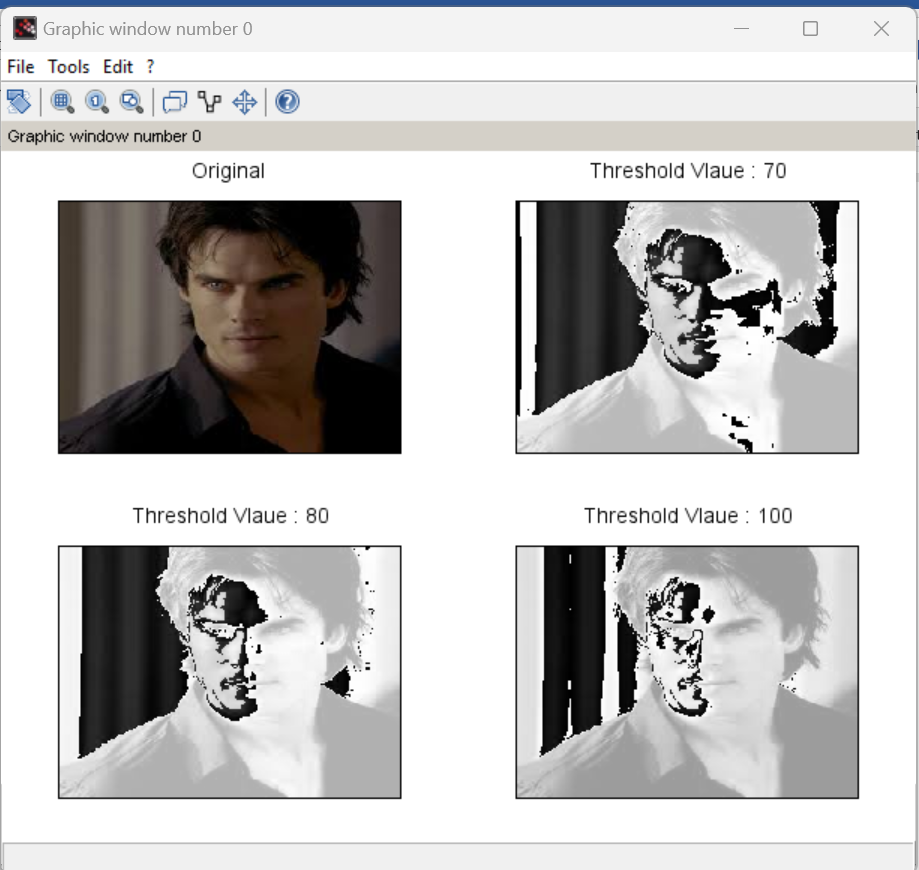 Graphic window number 0
File Tools Edit ?
Graphic window number 0
Original
Threshold Vlaue : 70
Threshold Vlaue : 80
Threshold Vlaue : 100